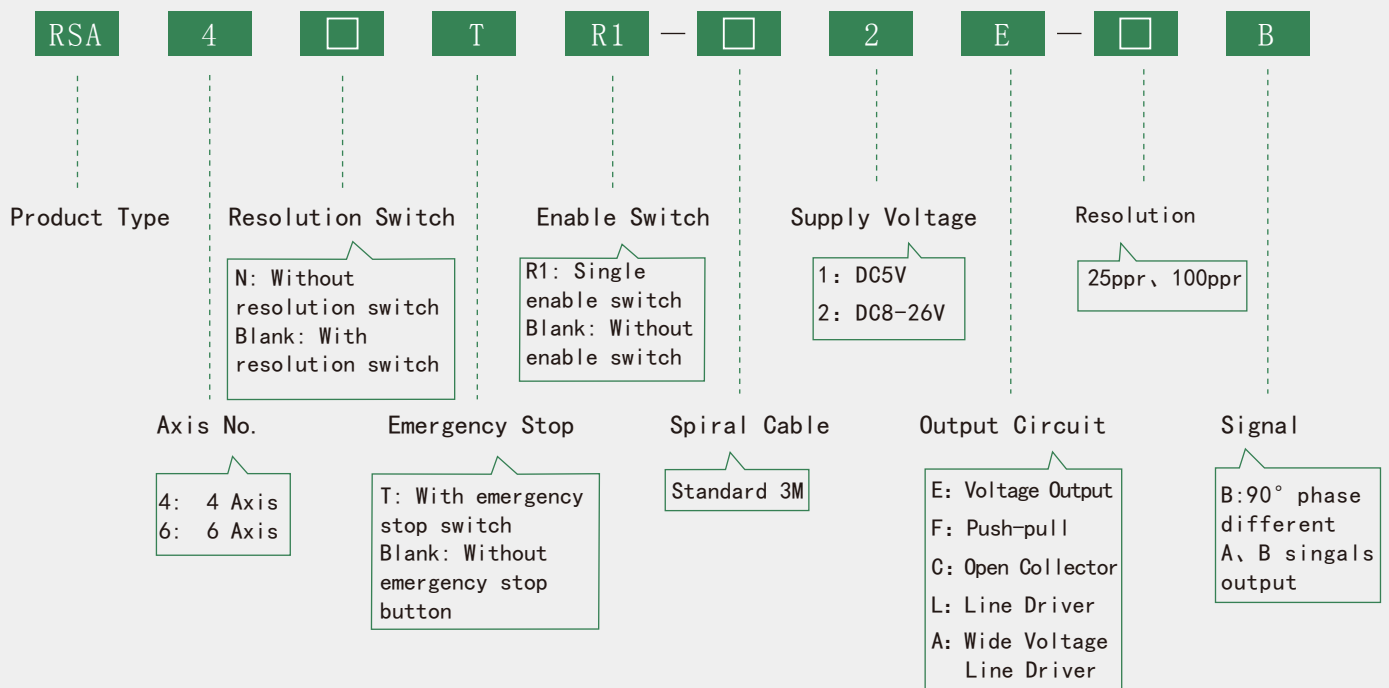 RSA 4 □ T R1 — □ 2 E — □ B
Product Type
Resolution Switch
N: Without
resolution switch
Blank: With
resolution switch
Enable Switch
R1: Single
enable switch
Blank: Without
enable switch
Supply Voltage
1: DC5V
2: DC8-26V
Resolution
25ppr、100ppr
Axis No.
4: 4 Axis
6: 6 Axis
Emergency Stop
T: With emergency
stop switch
Blank: Without
emergency stop
button
Spiral Cable
Standard 3M
Output Circuit
E: Voltage Output
F: Push-pull
C: Open Collector
L: Line Driver
A: Wide Voltage
Line Driver
Signal
B:90° phase
different
A、B singals
output